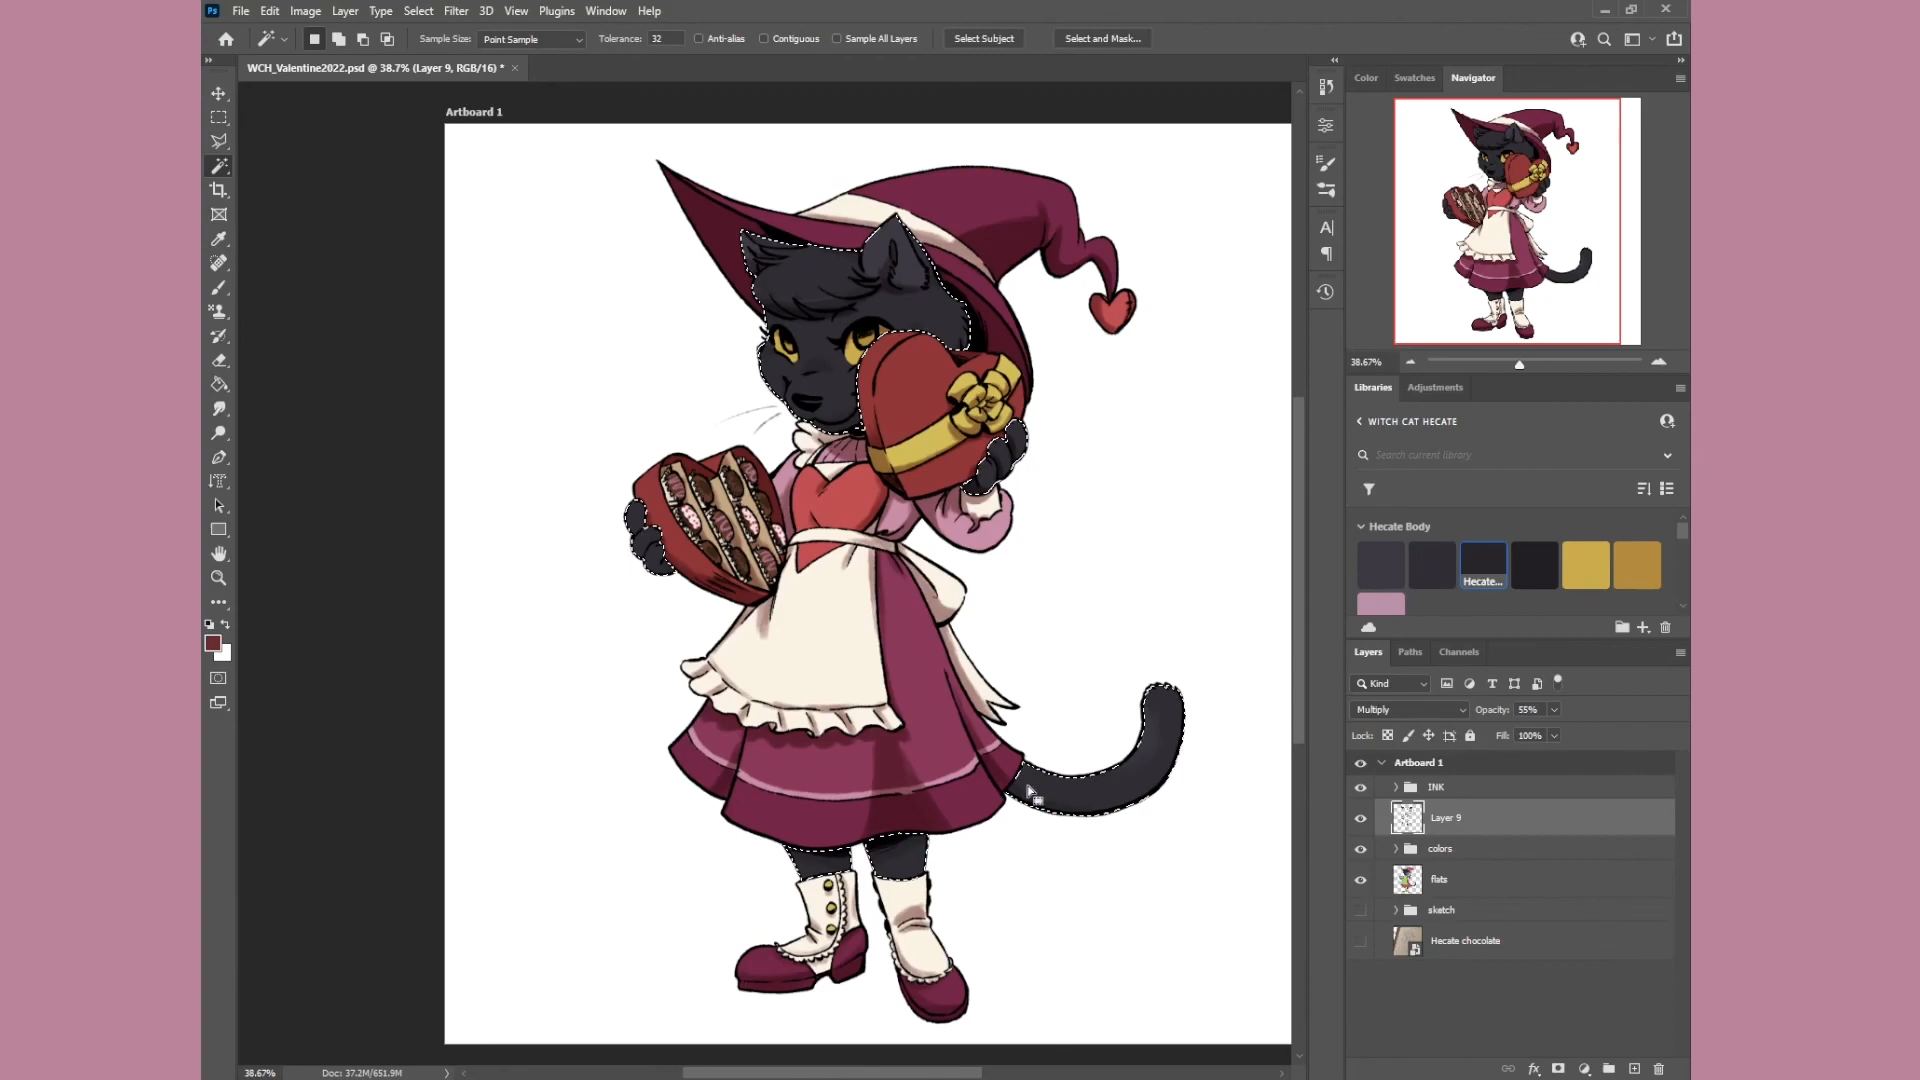 Ps File Edit Image Layer Type Select Filter 3D View Plugins Window Help
Sample Size: Point Sample Tolerance: 32 Anti-alias Contiguous Sample All Layers Select Subject Select and Mask...
WCH_Valentine2022.psd @ 38.7% (Layer 9, RGB/16) *
Color Swatches Navigator
Artboard 1
38.67%
Libraries Adjustments
WITCH CAT HECATE
Search current library
Hecate Body
Hecate...
Layers Paths Channels
Kind
Multiply Opacity: 55%
Lock: Fill: 100%
Artboard 1
INK
Layer 9
colors
flats
sketch
Hecate chocolate
38.67% Doc: 37.2M/651.9M